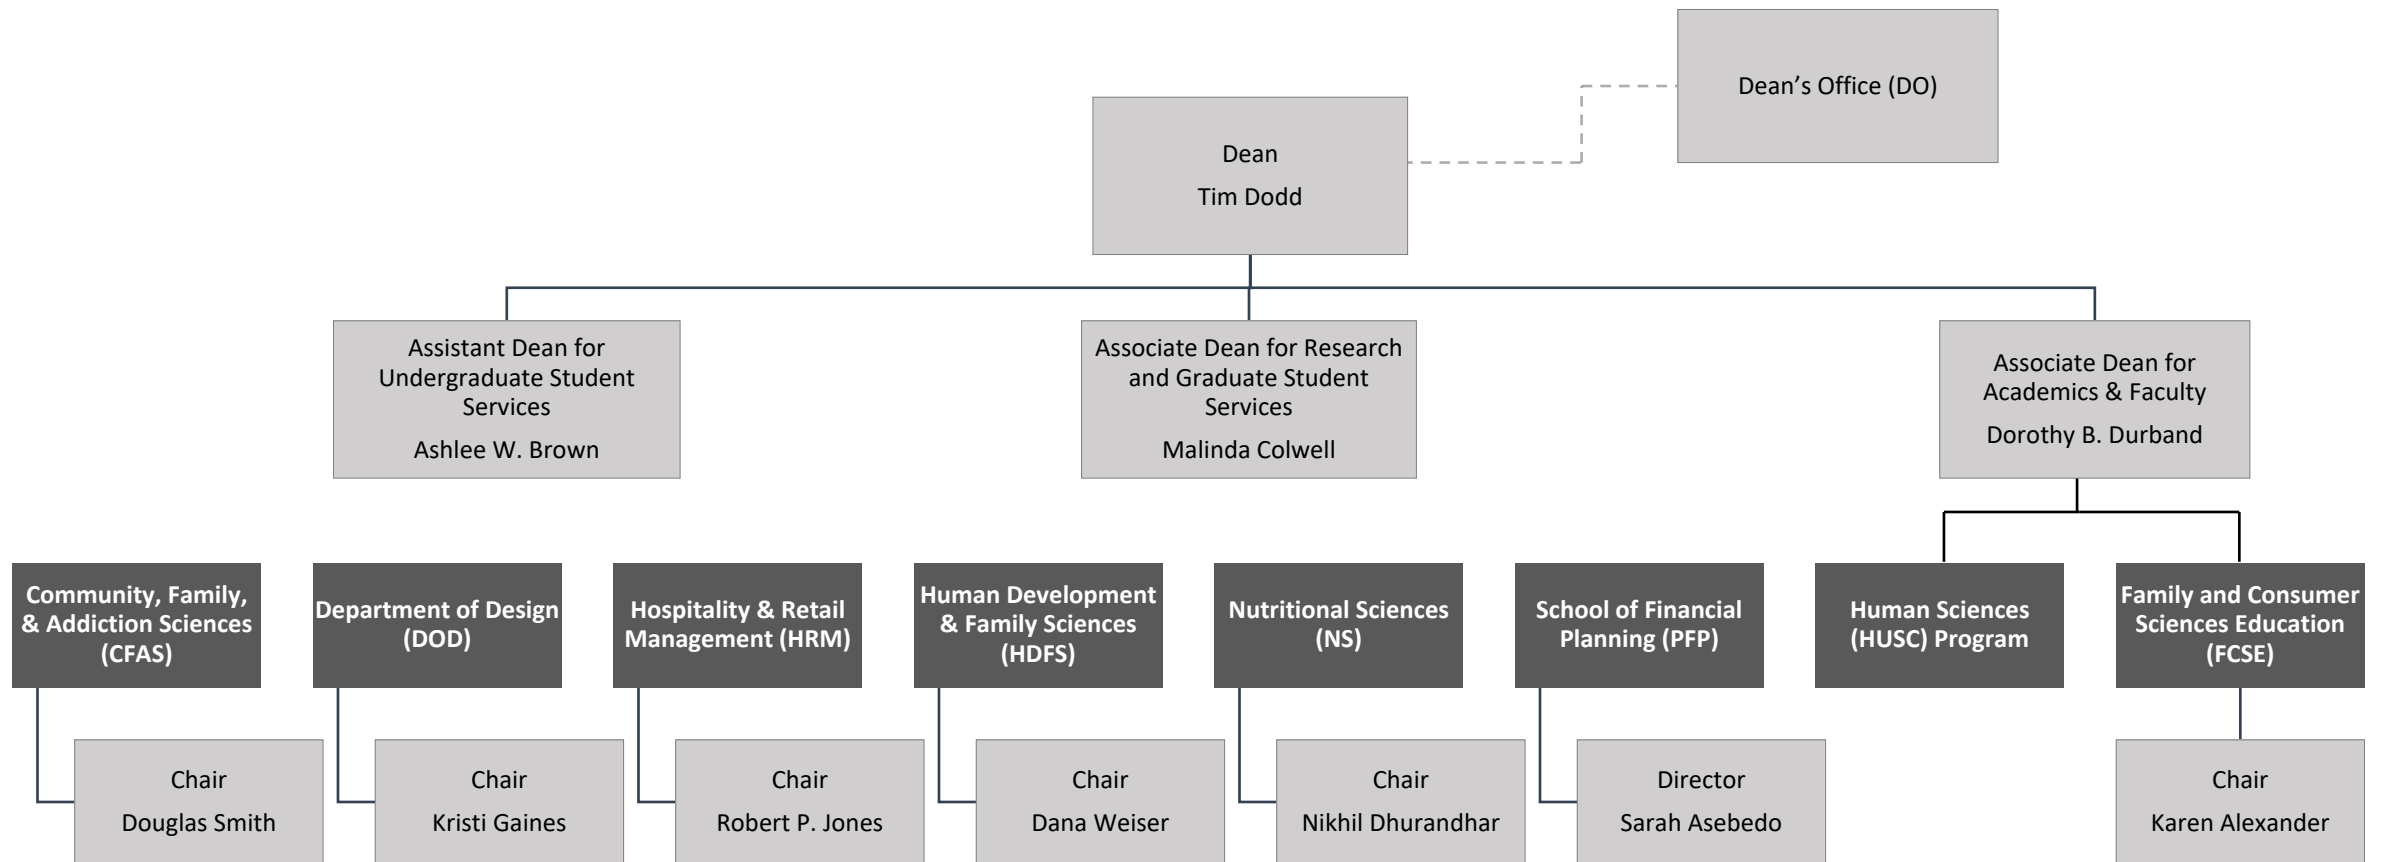 Dean’s Office (DO)
Dean
Tim Dodd
Assistant Dean for
Undergraduate Student
Services
Ashlee W. Brown
Associate Dean for Research
and Graduate Student
Services
Malinda Colwell
Associate Dean for
Academics & Faculty
Dorothy B. Durband
Community, Family,
& Addiction Sciences
(CFAS)
Department of Design
(DOD)
Hospitality & Retail
Management (HRM)
Human Development
& Family Sciences
(HDFS)
Nutritional Sciences
(NS)
School of Financial
Planning (PFP)
Human Sciences
(HUSC) Program
Family and Consumer
Sciences Education
(FCSE)
Chair
Douglas Smith
Chair
Kristi Gaines
Chair
Robert P. Jones
Chair
Dana Weiser
Chair
Nikhil Dhurandhar
Director
Sarah Asebedo
Chair
Karen Alexander